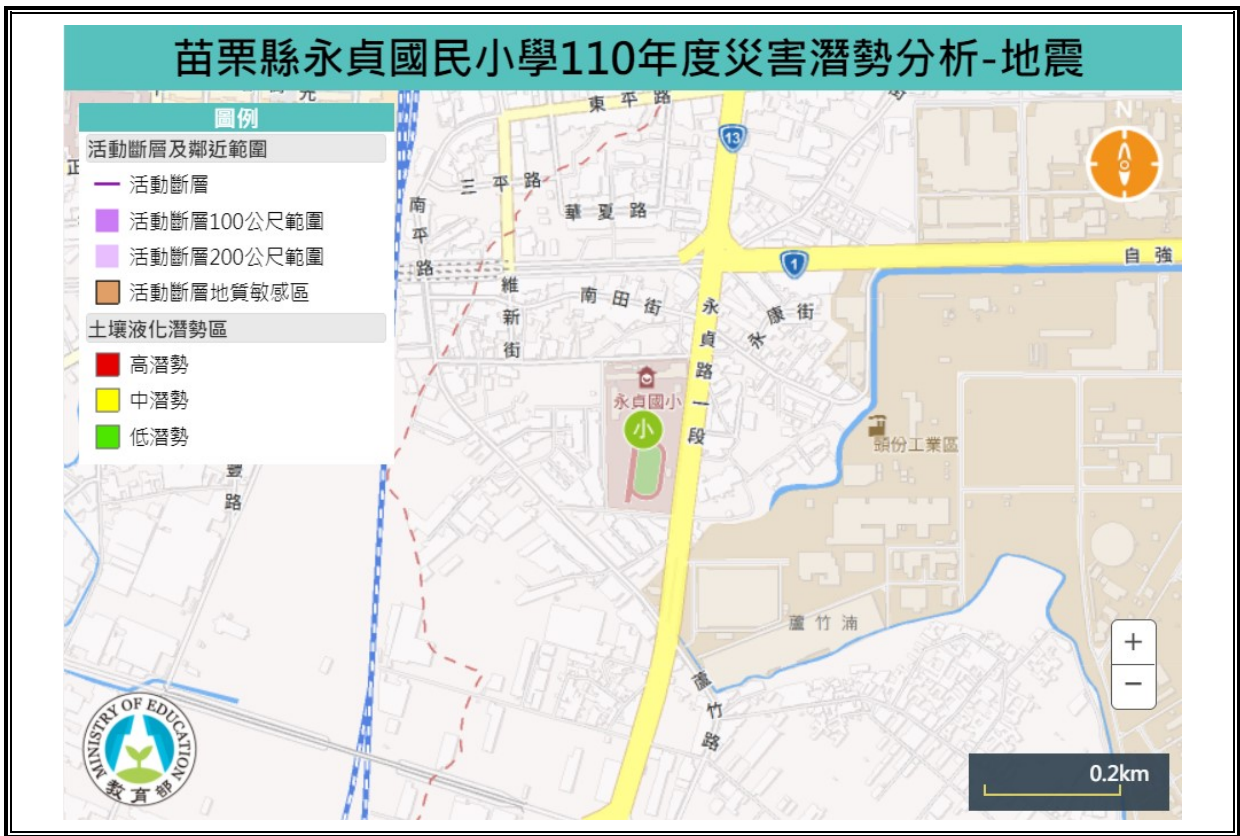 苗栗縣永貞國民小學110年度災害潛勢分析-地震
圖例
活動斷層及鄰近範圍
活動斷層
活動斷層100公尺範圍
活動斷層200公尺範圍
活動斷層地質敏感區
土壤液化潛勢區
高潛勢
中潛勢
低潛勢
東平路
13
N
三平路
華夏路
南平路
1
自強
維新街
南田街
永康街
永貞路一段
永貞國小
小
頭份工業區
豐路
蘆竹湳
蘆竹路
+
−
0.2km
MINISTRY OF EDUCATION
教育部